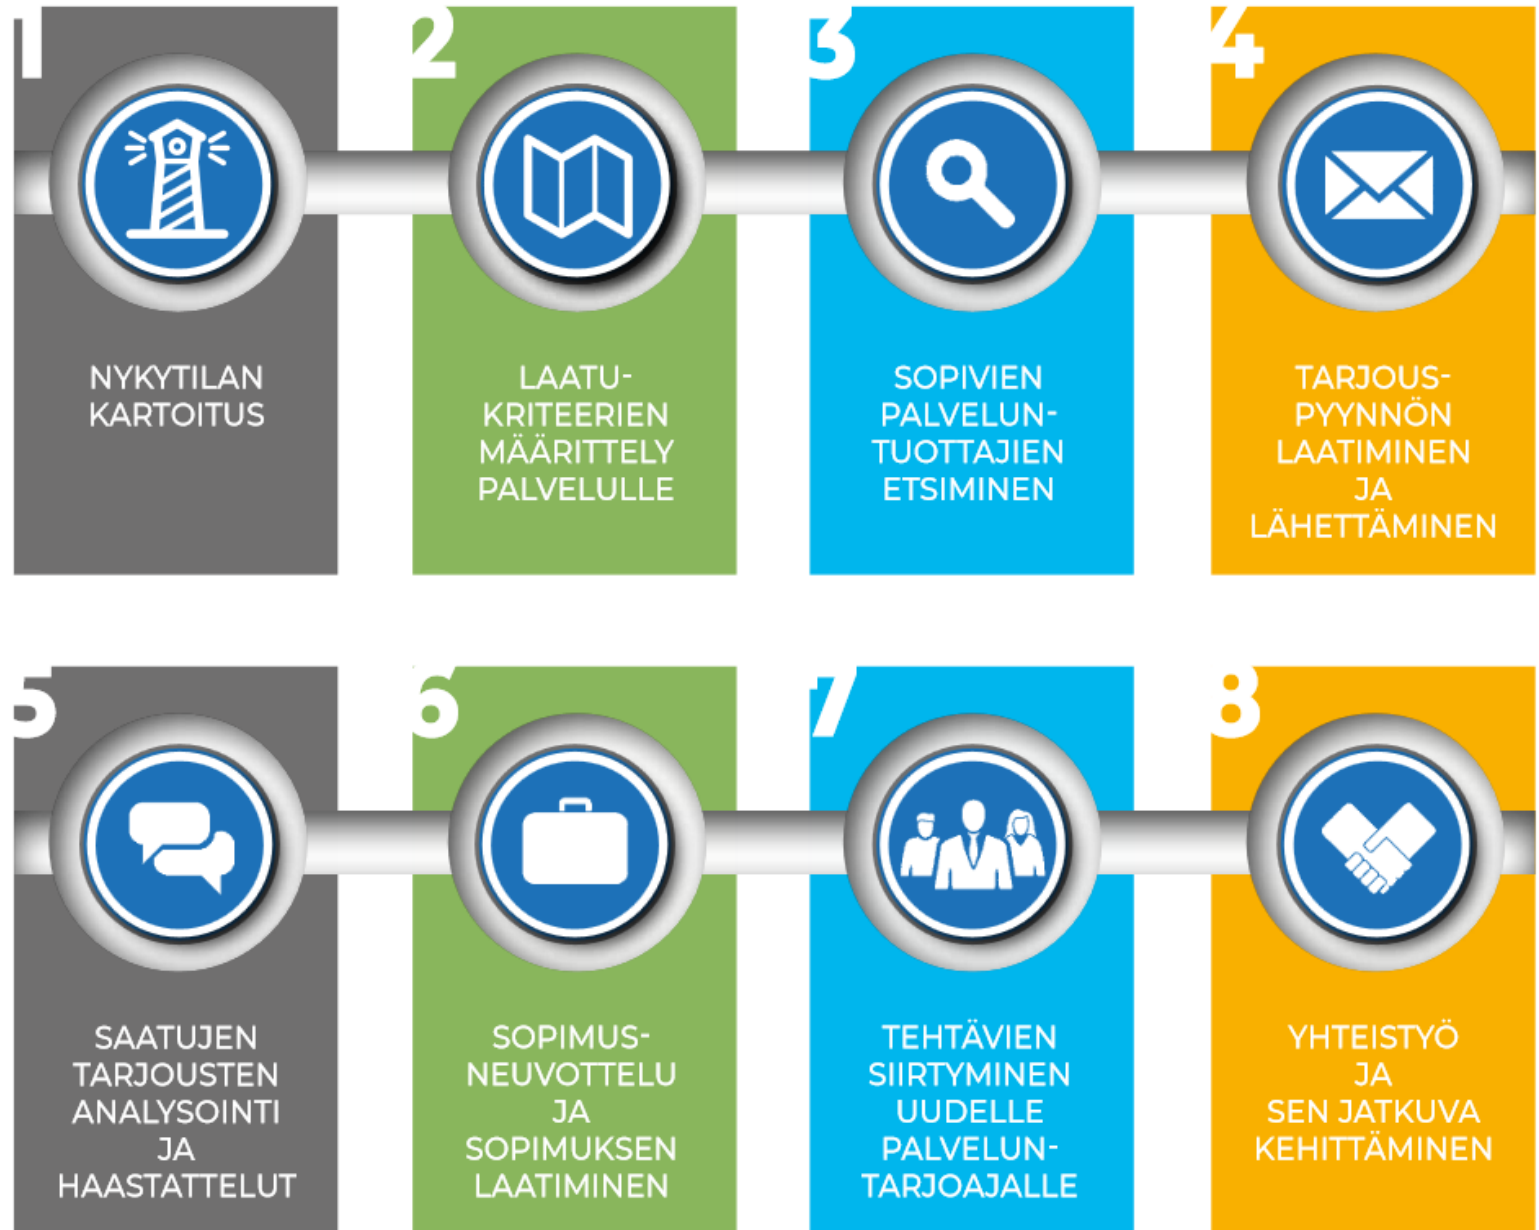 1
NYKYTILAN
KARTOITUS
2
LAATU-
KRITEERIEN
MÄÄRITTELY
PALVELULLE
3
SOPIVIEN
PALVELUN-
TUOTTAJIEN
ETSIMINEN
4
TARJOUS-
PYYNNÖN
LAATIMINEN
JA
LÄHETTÄMINEN
5
SAATUJEN
TARJOUSTEN
ANALYSOINTI
JA
HAASTATTELUT
6
SOPIMUS-
NEUVOTTELU
JA
SOPIMUKSEN
LAATIMINEN
7
TEHTÄVIEN
SIIRTYMINEN
UUDELLE
PALVELUN-
TARJOAJALLE
8
YHTEISTYÖ
JA
SEN JATKUVA
KEHITTÄMINEN